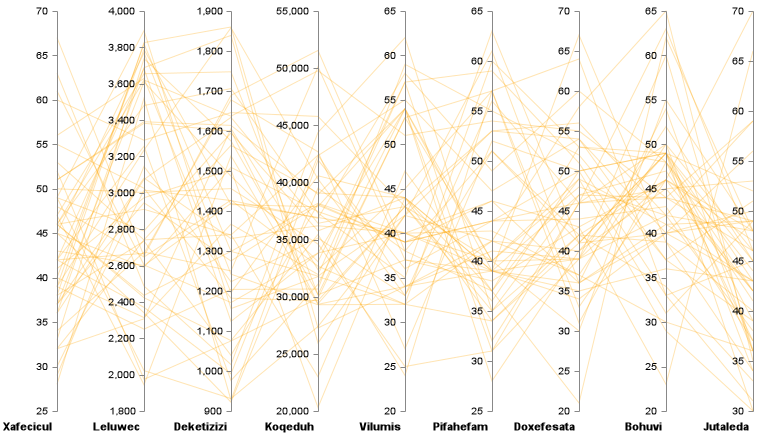 70 4,000 1,900 55,000 65 65 70 65 70
65 3,800 1,800 50,000 60 60 65 60 65
60 3,600 1,700 45,000 55 55 60 55 60
55 3,400 1,600 40,000 50 50 55 50 55
50 3,200 1,500 35,000 45 45 50 45 50
45 3,000 1,400 30,000 40 40 45 40 45
40 2,800 1,300 25,000 35 35 40 35 40
35 2,600 1,200 20,000 30 30 35 30 35
30 2,400 1,100 25 25 30 25 30
25 2,200 1,000 20 25 20
2,000 900 20
1,800
Xafecicul Leluwec Deketizizi Koqeduh Vilumis Pifahefam Doxefesata Bohuvi Jutaleda